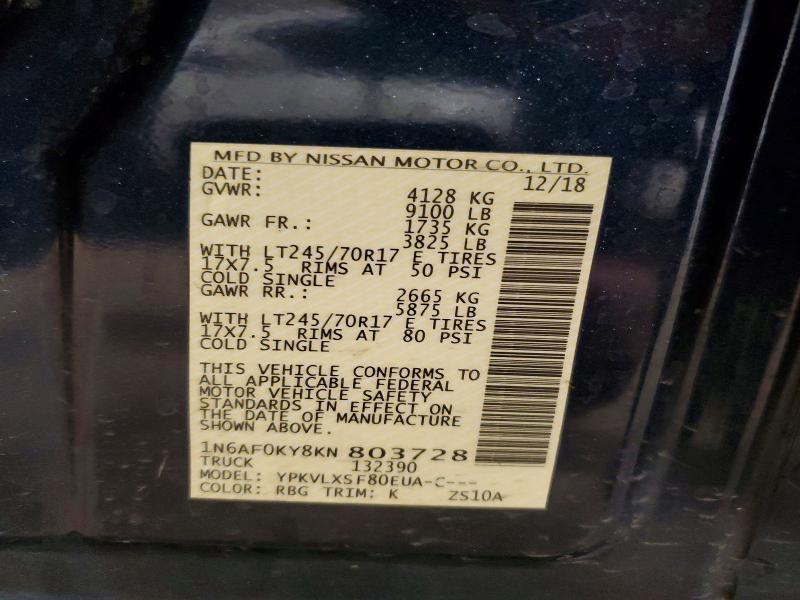 MFD BY NISSAN MOTOR CO., LTD.
DATE: 12/18
GVWR: 4128 KG
9100 LB
GAWR FR.: 1735 KG
3825 LB
WITH LT245/70R17 E TIRES
17X7.5 RIMS AT 50 PSI
COLD SINGLE
GAWR RR.: 2665 KG
5875 LB
WITH LT245/70R17 E TIRES
17X7.5 RIMS AT 80 PSI
COLD SINGLE
THIS VEHICLE CONFORMS TO
ALL APPLICABLE FEDERAL
MOTOR VEHICLE SAFETY
STANDARDS IN EFFECT ON
THE DATE OF MANUFACTURE
SHOWN ABOVE.
1N6AF0KY8KN 803728
TRUCK 132390
MODEL: YPKVLXSF80EUA-C---
COLOR: RBG TRIM: K ZS10A